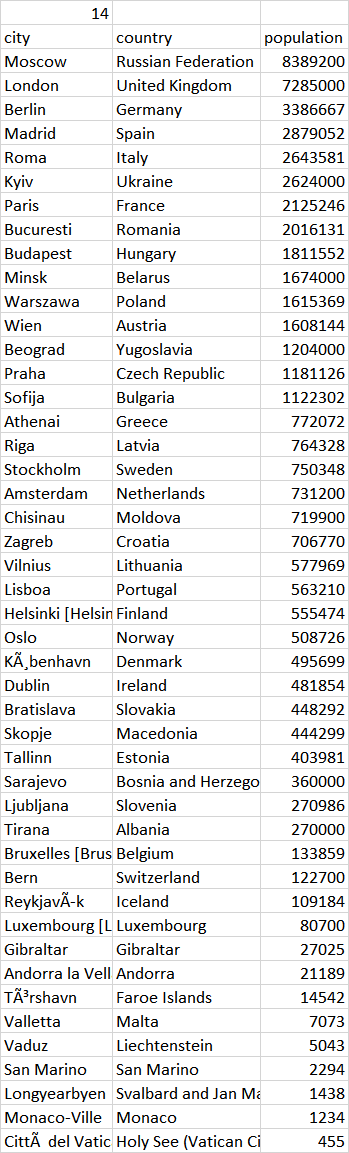 14
city country population
Moscow Russian Federation 8389200
London United Kingdom 7285000
Berlin Germany 3386667
Madrid Spain 2879052
Roma Italy 2643581
Kyiv Ukraine 2624000
Paris France 2125246
Bucuresti Romania 2016131
Budapest Hungary 1811552
Minsk Belarus 1674000
Warszawa Poland 1615369
Wien Austria 1608144
Beograd Yugoslavia 1204000
Praha Czech Republic 1181126
Sofija Bulgaria 1122302
Athenai Greece 772072
Riga Latvia 764328
Stockholm Sweden 750348
Amsterdam Netherlands 731200
Chisinau Moldova 719900
Zagreb Croatia 706770
Vilnius Lithuania 577969
Lisboa Portugal 563210
Helsinki [Helsin Finland 555474
Oslo Norway 508726
KÃ¸benhavn Denmark 495699
Dublin Ireland 481854
Bratislava Slovakia 448292
Skopje Macedonia 444299
Tallinn Estonia 403981
Sarajevo Bosnia and Herzego 360000
Ljubljana Slovenia 270986
Tirana Albania 270000
Bruxelles [Brus Belgium 133859
Bern Switzerland 122700
ReykjavÃ-k Iceland 109184
Luxembourg [L Luxembourg 80700
Gibraltar Gibraltar 27025
Andorra la Vell Andorra 21189
TÃ³rshavn Faroe Islands 14542
Valletta Malta 7073
Vaduz Liechtenstein 5043
San Marino San Marino 2294
Longyearbyen Svalbard and Jan Ma 1438
Monaco-Ville Monaco 1234
CittÃ  del Vatic Holy See (Vatican Ci 455